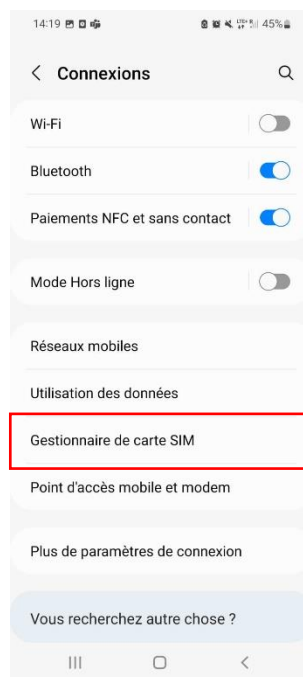 14:19 45%
Connexions
Wi-Fi
Bluetooth
Paiements NFC et sans contact
Mode Hors ligne
Réseaux mobiles
Utilisation des données
Gestionnaire de carte SIM
Point d'accès mobile et modem
Plus de paramètres de connexion
Vous recherchez autre chose ?